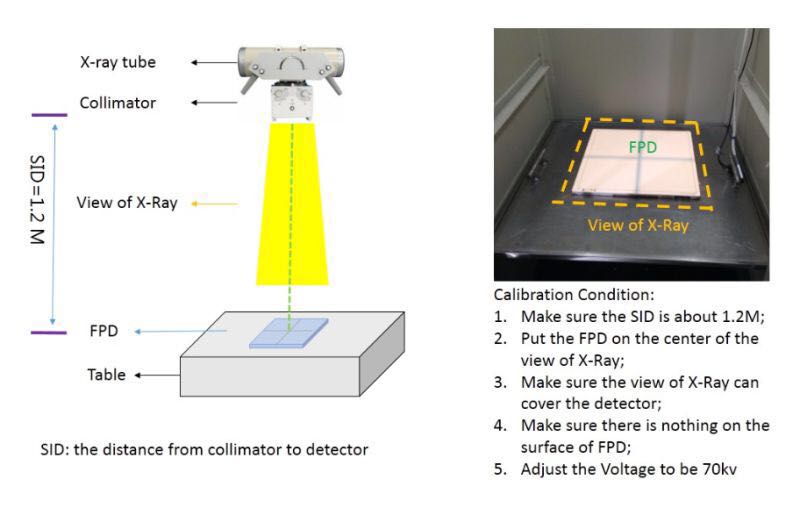 X-ray tube
Collimator
SID=1.2 M
View of X-Ray
FPD
Table
SID: the distance from collimator to detector
FPD
View of X-Ray
Calibration Condition:
1. Make sure the SID is about 1.2M;
2. Put the FPD on the center of the
view of X-Ray;
3. Make sure the view of X-Ray can
cover the detector;
4. Make sure there is nothing on the
surface of FPD;
5. Adjust the Voltage to be 70kv